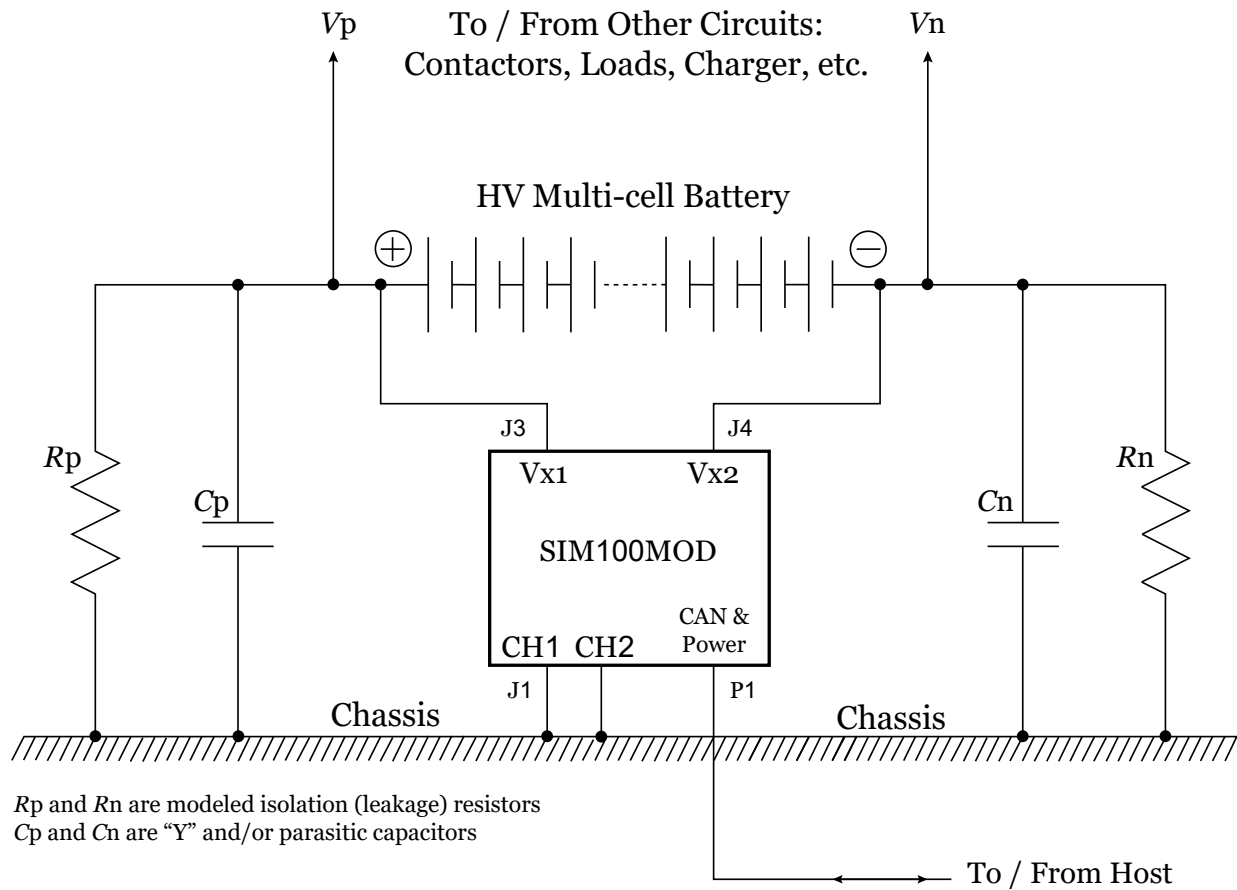 Vp
To / From Other Circuits:
Vn
Contactors, Loads, Charger, etc.
HV Multi-cell Battery
+
−
J3
J4
Rp
Cp
Vx1
Vx2
Cn
Rn
SIM100MOD
CAN &
Power
CH1
CH2
J1
P1
Chassis
Chassis
Rp and Rn are modeled isolation (leakage) resistors
Cp and Cn are “Y” and/or parasitic capacitors
To / From Host